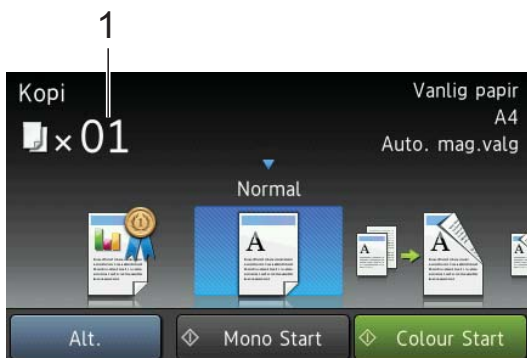 1
Kopi
Vanlig papir
A4
× 01
Auto. mag.valg
Normal
A
A
A
Alt.
Mono Start
Colour Start